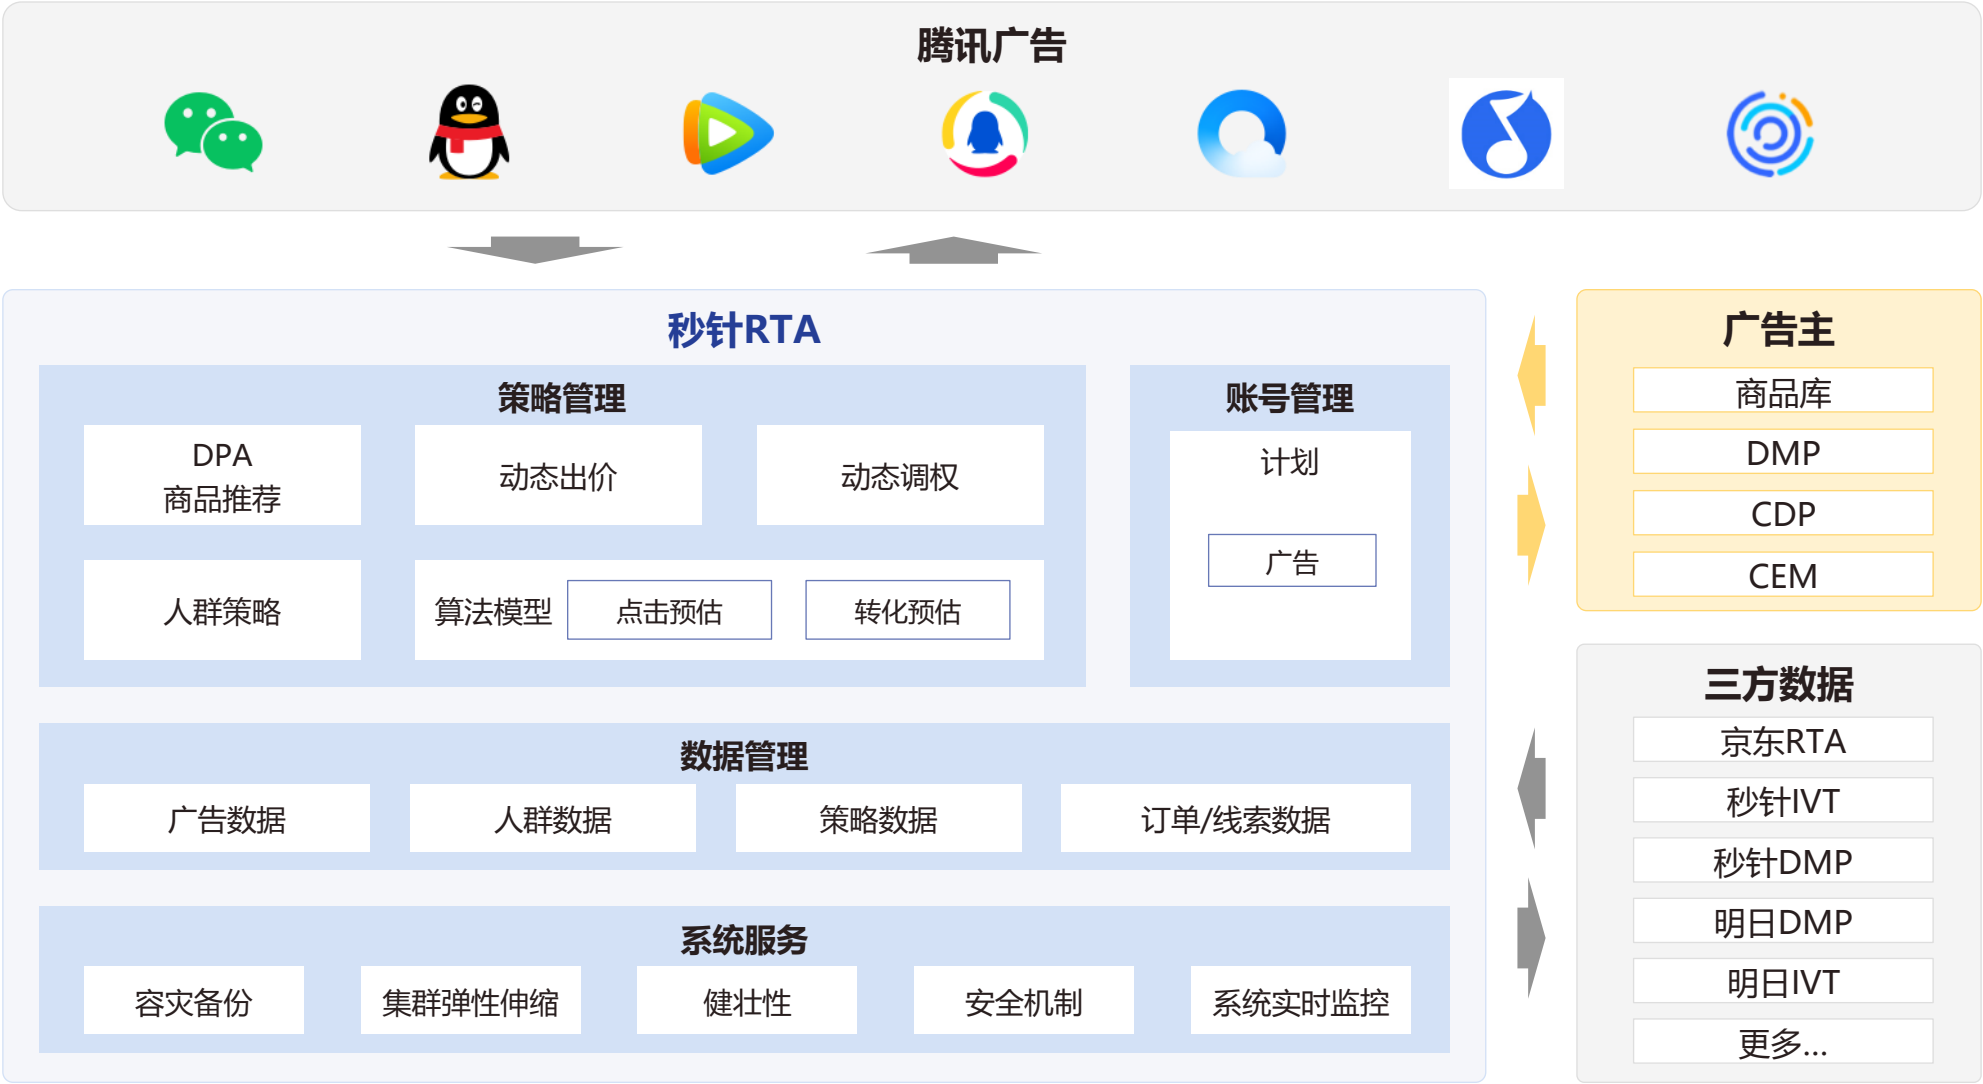 腾讯广告
秒针RTA
策略管理
DPA
商品推荐
动态出价
动态调权
人群策略
算法模型
点击预估
转化预估
账号管理
计划
广告
数据管理
广告数据
人群数据
策略数据
订单/线索数据
系统服务
容灾备份
集群弹性伸缩
健壮性
安全机制
系统实时监控
广告主
商品库
DMP
CDP
CEM
三方数据
京东RTA
秒针IVT
秒针DMP
明日DMP
明日IVT
更多...